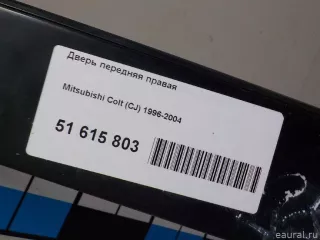 Дверь передняя правая
Mitsubishi Colt (CJ) 1996-2004
51 615 803
eaural.ru